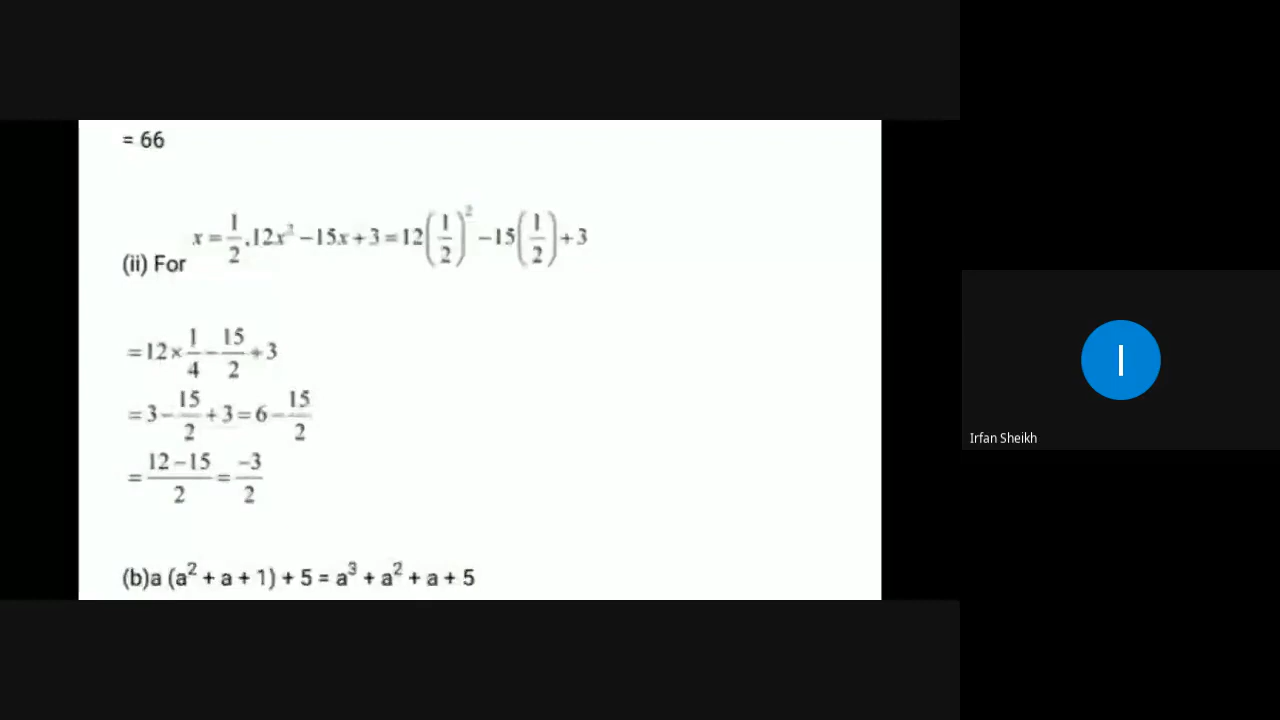 = 66
(ii) For x = 1/2, 12x² − 15x + 3 = 12(1/2)² − 15(1/2) + 3
= 12 × 1/4 − 15/2 + 3
= 3 − 15/2 + 3 = 6 − 15/2
= (12 − 15)/2 = −3/2
(b)a (a² + a + 1) + 5 = a³ + a² + a + 5
I
Irfan Sheikh